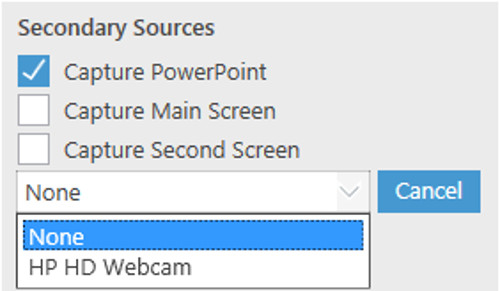 Secondary Sources
Capture PowerPoint
Capture Main Screen
Capture Second Screen
None Cancel
None
HP HD Webcam